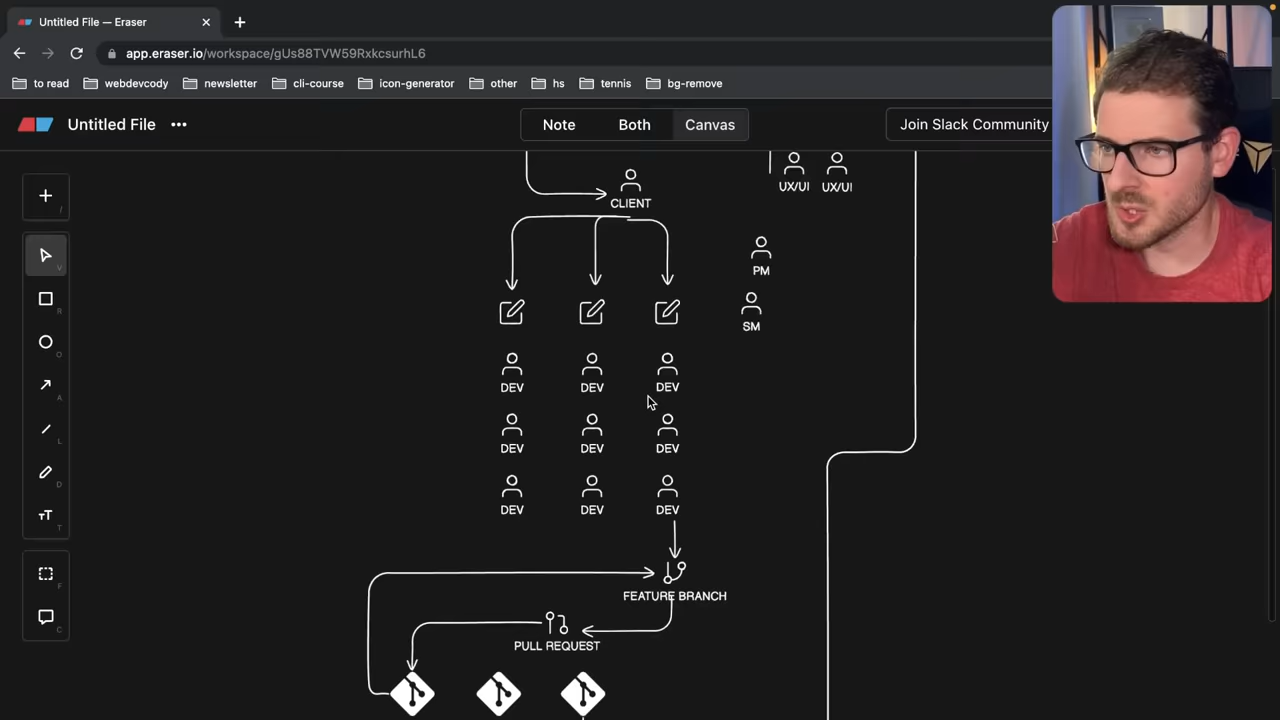 Untitled File — Eraser
app.eraser.io/workspace/gUs88TVW59RxkcsurhL6
to read
webdevcody
newsletter
cli-course
icon-generator
other
hs
tennis
bg-remove
Untitled File
Note
Both
Canvas
Join Slack Community
/
V
R
O
A
L
D
T
F
C
UX/UI
UX/UI
CLIENT
PM
SM
DEV
DEV
DEV
DEV
DEV
DEV
DEV
DEV
DEV
FEATURE BRANCH
PULL REQUEST